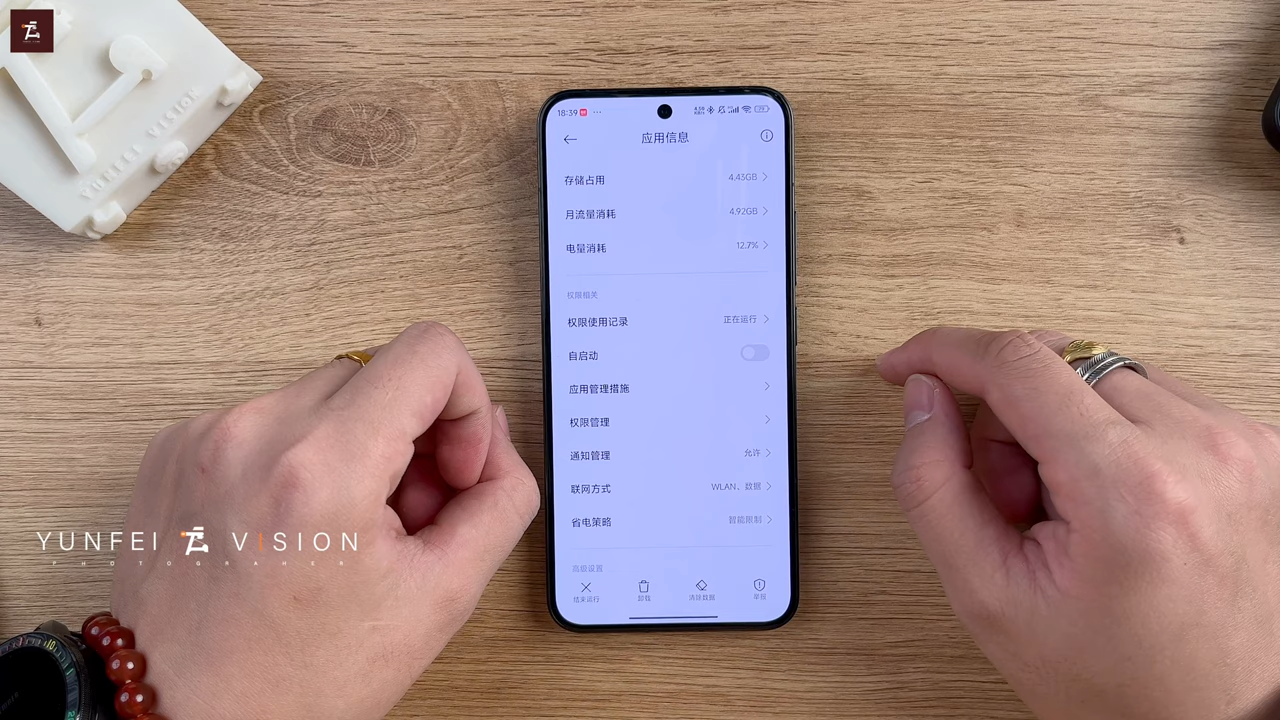 YUNFEI VISION
18:39
应用信息
存储占用 4.43GB
月流量消耗 4.92GB
电量消耗 12.7%
权限相关
权限使用记录 正在运行
自启动
应用管理措施
权限管理
通知管理 允许
联网方式 WLAN、数据
省电策略 智能限制
高级设置
结束运行 卸载 清除数据 举报
YUNFEI 云 VISION
PHOTOGRAHER